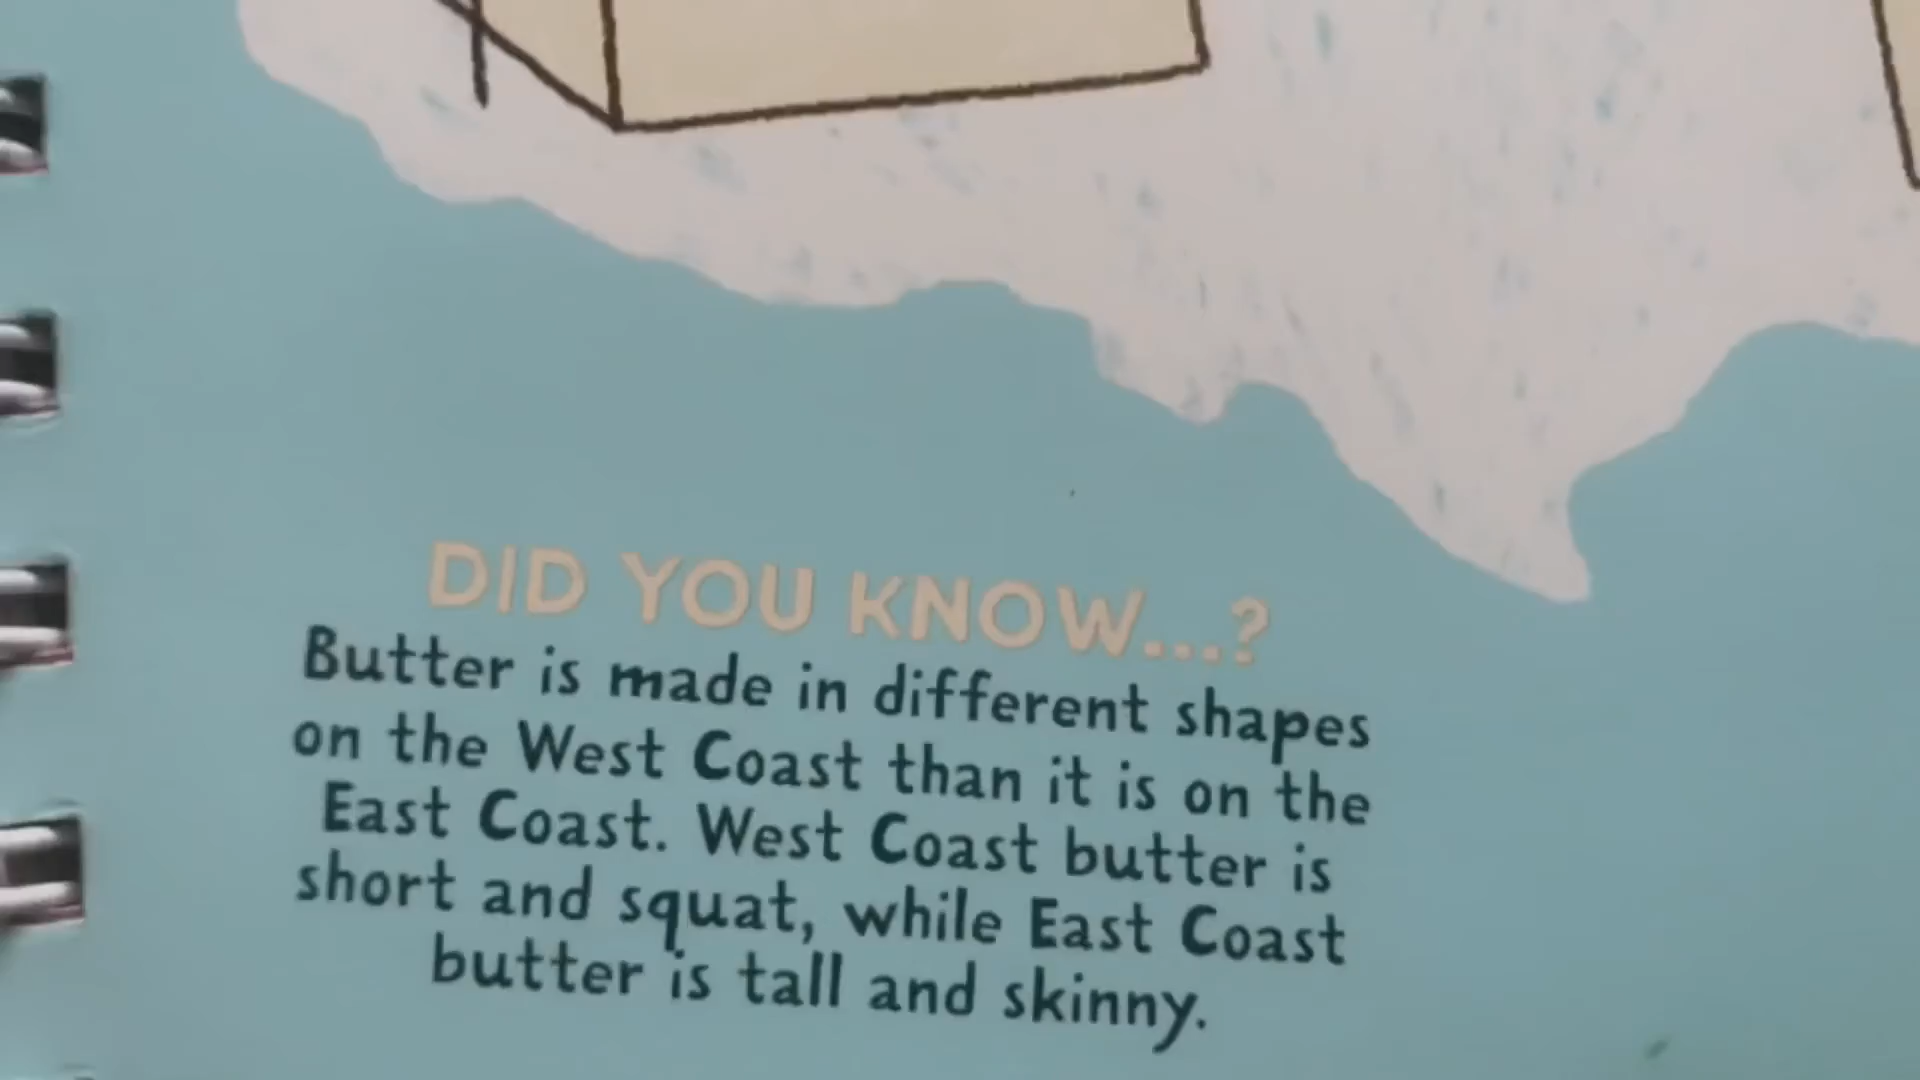 DID YOU KNOW...?
Butter is made in different shapes
on the West Coast than it is on the
East Coast. West Coast butter is
short and squat, while East Coast
butter is tall and skinny.